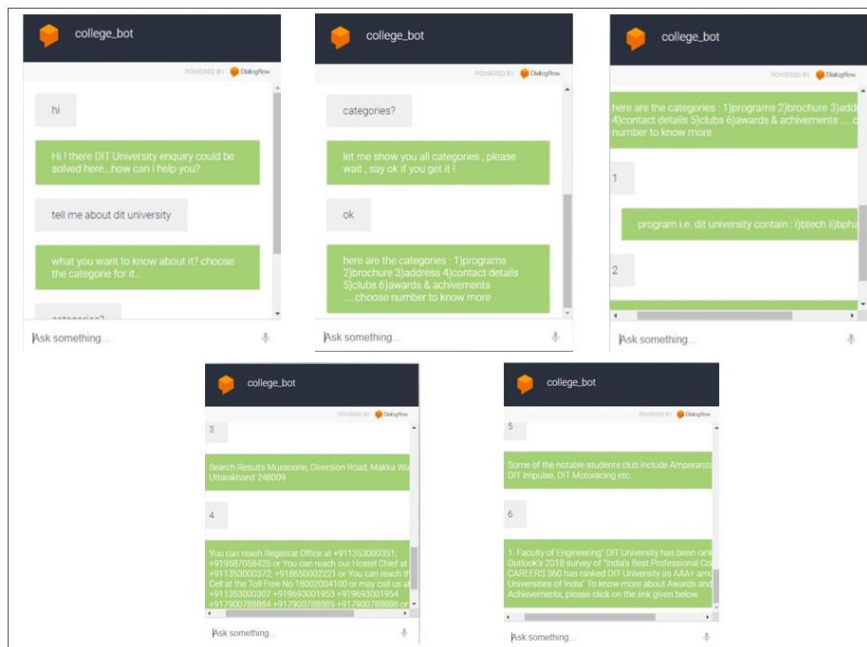 college_bot
POWERED BY Dialogflow
hi
Hi ! there DIT University enquiry could be
solved here...how can i help you?
tell me about dit university
what you want to know about it? choose
the categorie for it...
categories?
Ask something...
college_bot
POWERED BY Dialogflow
categories?
let me show you all categories , please
wait , say ok if you get it !
ok
here are the categories : 1)programs
2)brochure 3)address 4)contact details
5)clubs 6)awards & achivements
.....choose number to know more
Ask something...
college_bot
POWERED BY Dialogflow
here are the categories : 1)programs 2)brochure 3)add
4)contact details 5)clubs 6)awards & achivements .....c
number to know more
1
program i.e. dit university contain : i)btech ii)bpha
2
Ask something...
college_bot
POWERED BY Dialogflow
3
Search Results Mussoorie, Diversion Road, Makka Wa
Uttarakhand 248009
4
You can reach Registrar Office at +911353000351,
+919587058425 or You can reach our Hostel Chief at
+911353000372, +918650002221 or You can reach th
Cell at the Toll Free No 18002004100 or may call us at
+911353000307 +919693001953 +919693001954
+917900788884 +917900788885 +917900788886 or
Ask something...
college_bot
POWERED BY Dialogflow
5
Some of the notable students club include Amperanza
DIT Impulse, DIT Motoracing etc.
6
1. Faculty of Engineering" DIT University has been rank
Outlook's 2018 survey of "India's Best Professional Co
CAREERS 360 has ranked DIT University as AAA+ amo
Universities of India" To know more about Awards and
Achievements, please click on the link given below.
Ask something...